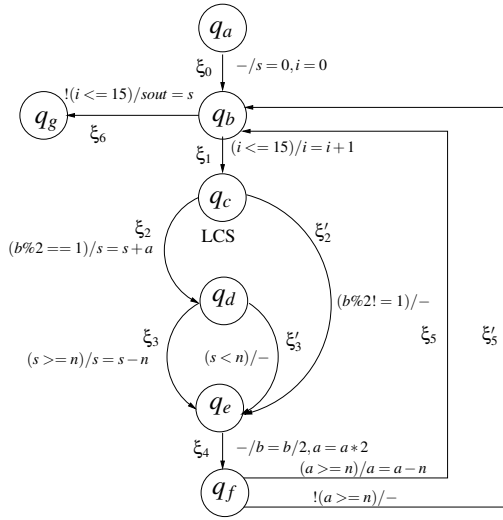 q_a
ξ_0 −/s = 0, i = 0
!(i <= 15)/sout = s
q_g q_b
ξ_6
ξ_1 (i <= 15)/i = i + 1
q_c
LCS
ξ_2 ξ′_2
(b%2 == 1)/s = s + a
q_d (b%2! = 1)/−
ξ_3 ξ′_3 ξ_5 ξ′_5
(s >= n)/s = s − n (s < n)/−
q_e
ξ_4 −/b = b/2, a = a * 2
(a >= n)/a = a − n
q_f
!(a >= n)/−